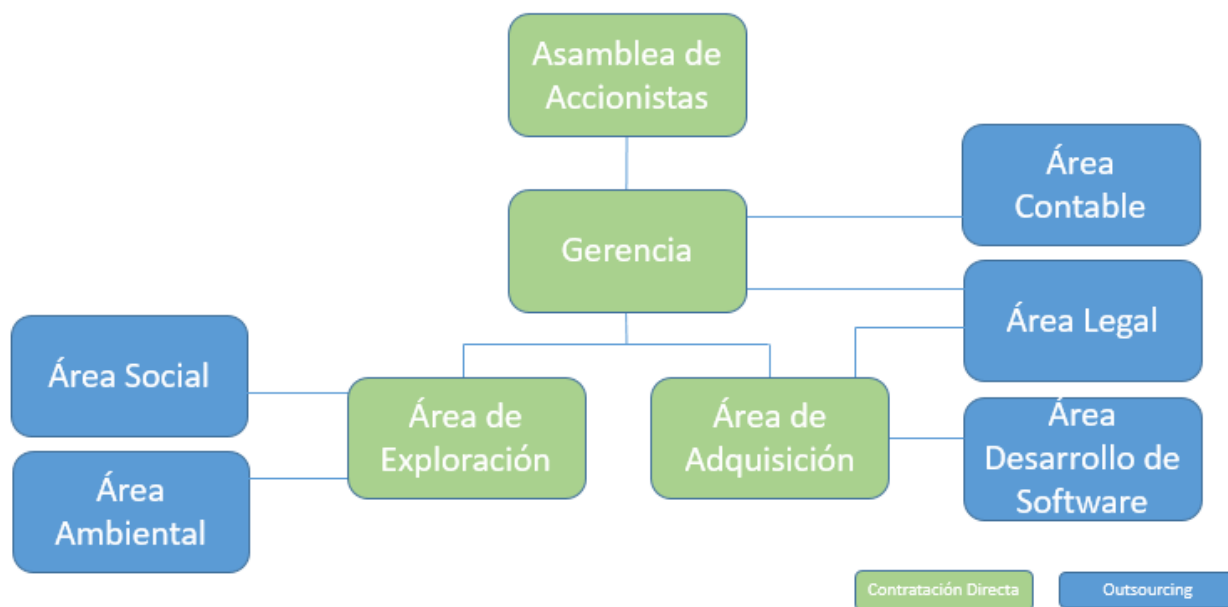 Asamblea de
Accionistas
Gerencia
Área
Contable
Área Legal
Área Social
Área de
Exploración
Área de
Adquisición
Área
Desarrollo de
Software
Área
Ambiental
Contratación Directa
Outsourcing